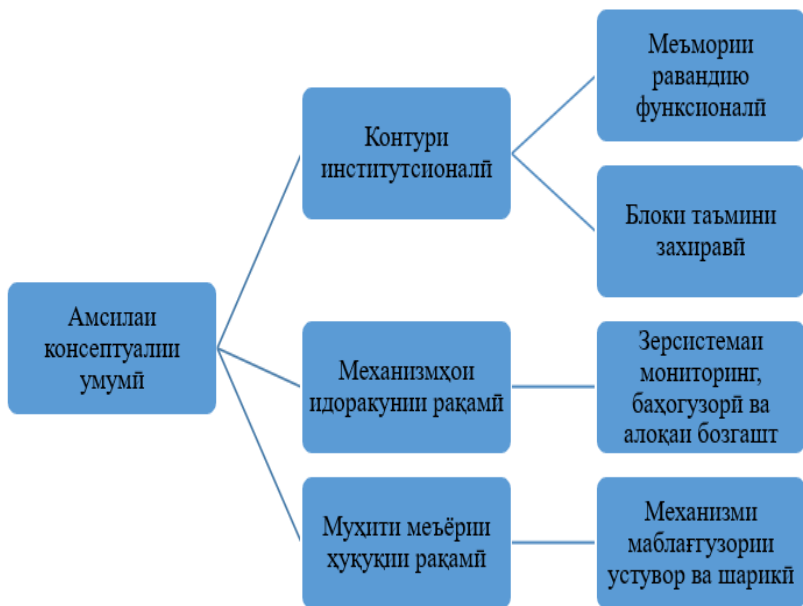 Амсилаи
консептуалии
умумӣ
Контури
институтсионалӣ
Меъмории
равандию
функсионалӣ
Блоки таъмини
захиравӣ
Механизмҳои
идоракунии рақамӣ
Зерсистемаи
мониторинг,
баҳогузорӣ ва
алоқаи бозгашт
Муҳити меъёрии
ҳуқуқии рақамӣ
Механизми
маблағгузории
устувор ва шарикӣ